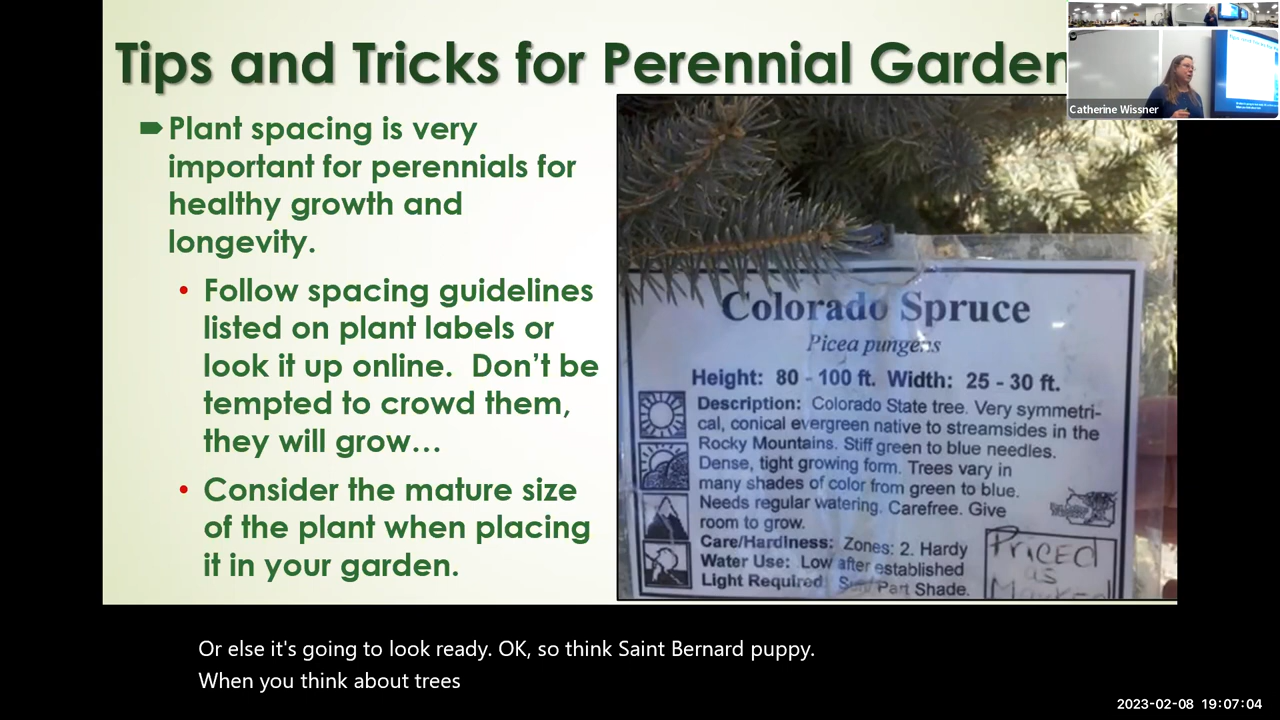 Tips and Tricks for Perennial Garden
Catherine Wissner
Plant spacing is very
important for perennials for
healthy growth and
longevity.
Follow spacing guidelines
listed on plant labels or
look it up online. Don't be
tempted to crowd them,
they will grow...
Consider the mature size
of the plant when placing
it in your garden.
Colorado Spruce
Picea pungens
Height: 80 - 100 ft. Width: 25 - 30 ft.
Description: Colorado State tree. Very symmetri-
cal, conical evergreen native to streamsides in the
Rocky Mountains. Stiff green to blue needles.
Dense, tight growing form. Trees vary in
many shades of color from green to blue.
Needs regular watering. Carefree. Give
room to grow.
Care/Hardiness: Zones: 2. Hardy
Water Use: Low after established
Light Required: Sun/ Part Shade.
Priced
as
Marked
Or else it's going to look ready. OK, so think Saint Bernard puppy.
When you think about trees
2023-02-08 19:07:04